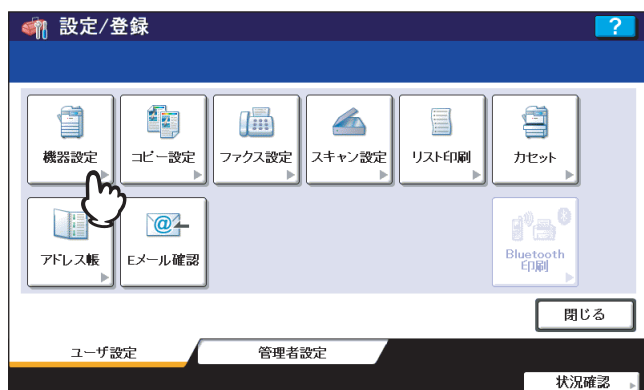 設定/登録
?
機器設定
コピー設定
ファクス設定
スキャン設定
リスト印刷
カセット
アドレス帳
@
Eメール確認
Bluetooth
印刷
閉じる
ユーザ設定
管理者設定
状況確認